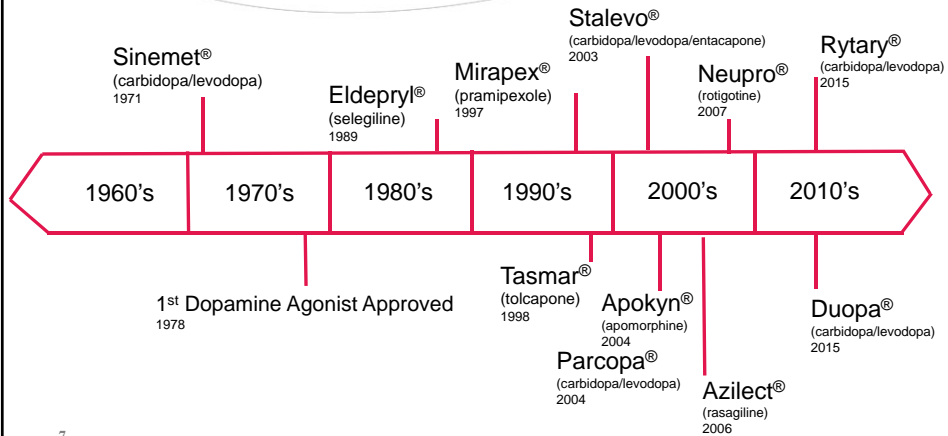 Stalevo®
(carbidopa/levodopa/entacapone)
2003
Sinemet®
(carbidopa/levodopa)
1971
Eldepryl®
(selegiline)
1989
Mirapex®
(pramipexole)
1997
Neupro®
(rotigotine)
2007
Rytary®
(carbidopa/levodopa)
2015
1960's 1970's 1980's 1990's 2000's 2010's
1st Dopamine Agonist Approved
1978
Tasmar®
(tolcapone)
1998
Apokyn®
(apomorphine)
2004
Parcopa®
(carbidopa/levodopa)
2004
Azilect®
(rasagiline)
2006
Duopa®
(carbidopa/levodopa)
2015
7